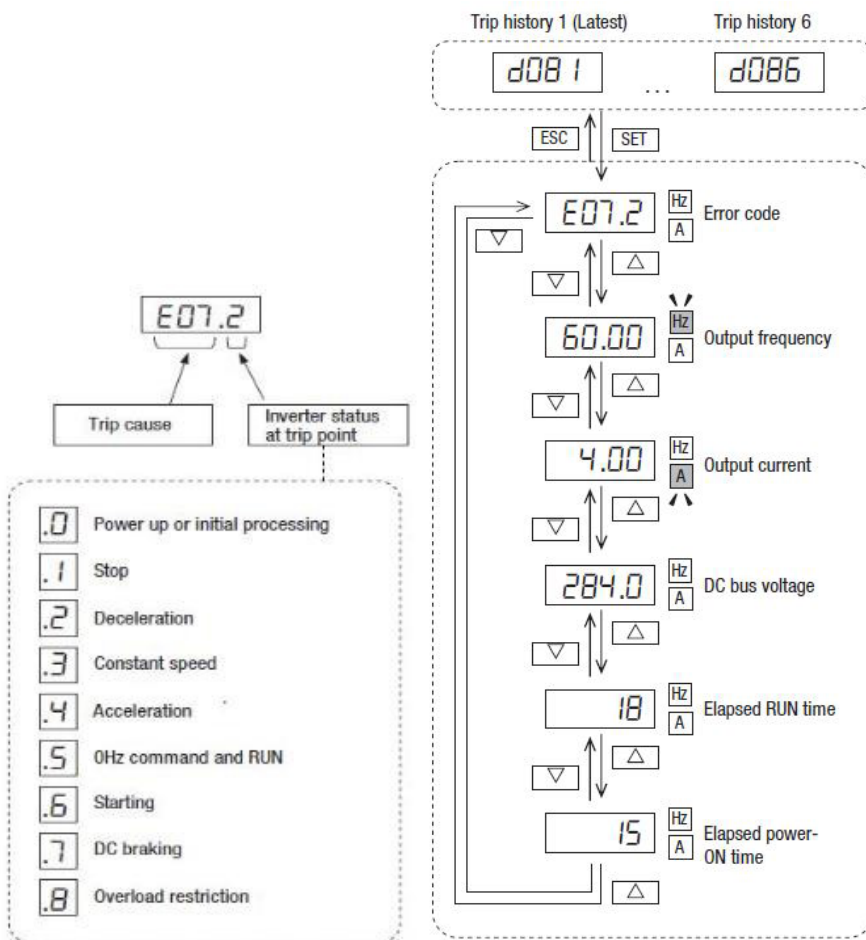 Trip history 1 (Latest)
Trip history 6
d081
...
d086
ESC
SET
E07.2
Hz
A
Error code
60.00
Hz
A
Output frequency
4.00
Hz
A
Output current
284.0
Hz
A
DC bus voltage
18
Hz
A
Elapsed RUN time
15
Hz
A
Elapsed power-
ON time
E07.2
Trip cause
Inverter status
at trip point
.0 Power up or initial processing
.1 Stop
.2 Deceleration
.3 Constant speed
.4 Acceleration
.5 0Hz command and RUN
.6 Starting
.7 DC braking
.8 Overload restriction